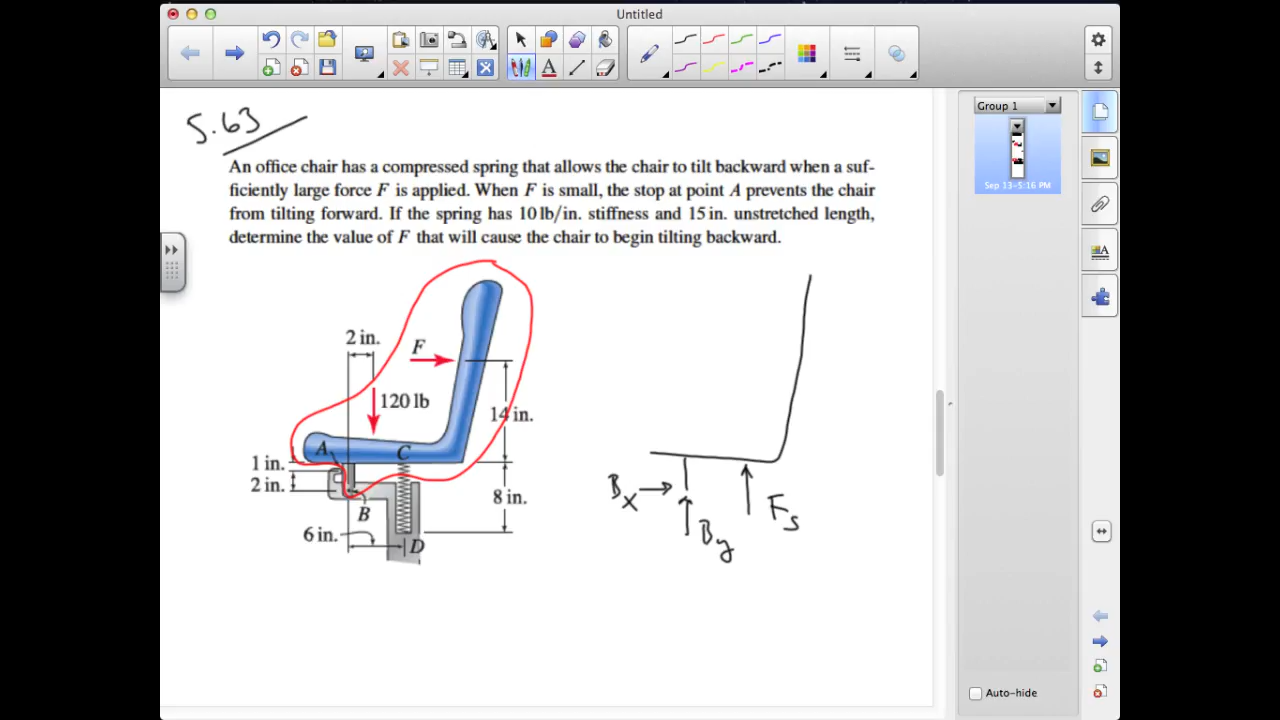 Untitled
5.63
An office chair has a compressed spring that allows the chair to tilt backward when a suf-
ficiently large force F is applied. When F is small, the stop at point A prevents the chair
from tilting forward. If the spring has 10 lb/in. stiffness and 15 in. unstretched length,
determine the value of F that will cause the chair to begin tilting backward.
2 in.
F
120 lb
14 in.
A
C
1 in.
2 in.
8 in.
B
6 in.
D
Bx
By
Fs
Group 1
Sep 13-5:16 PM
Auto-hide